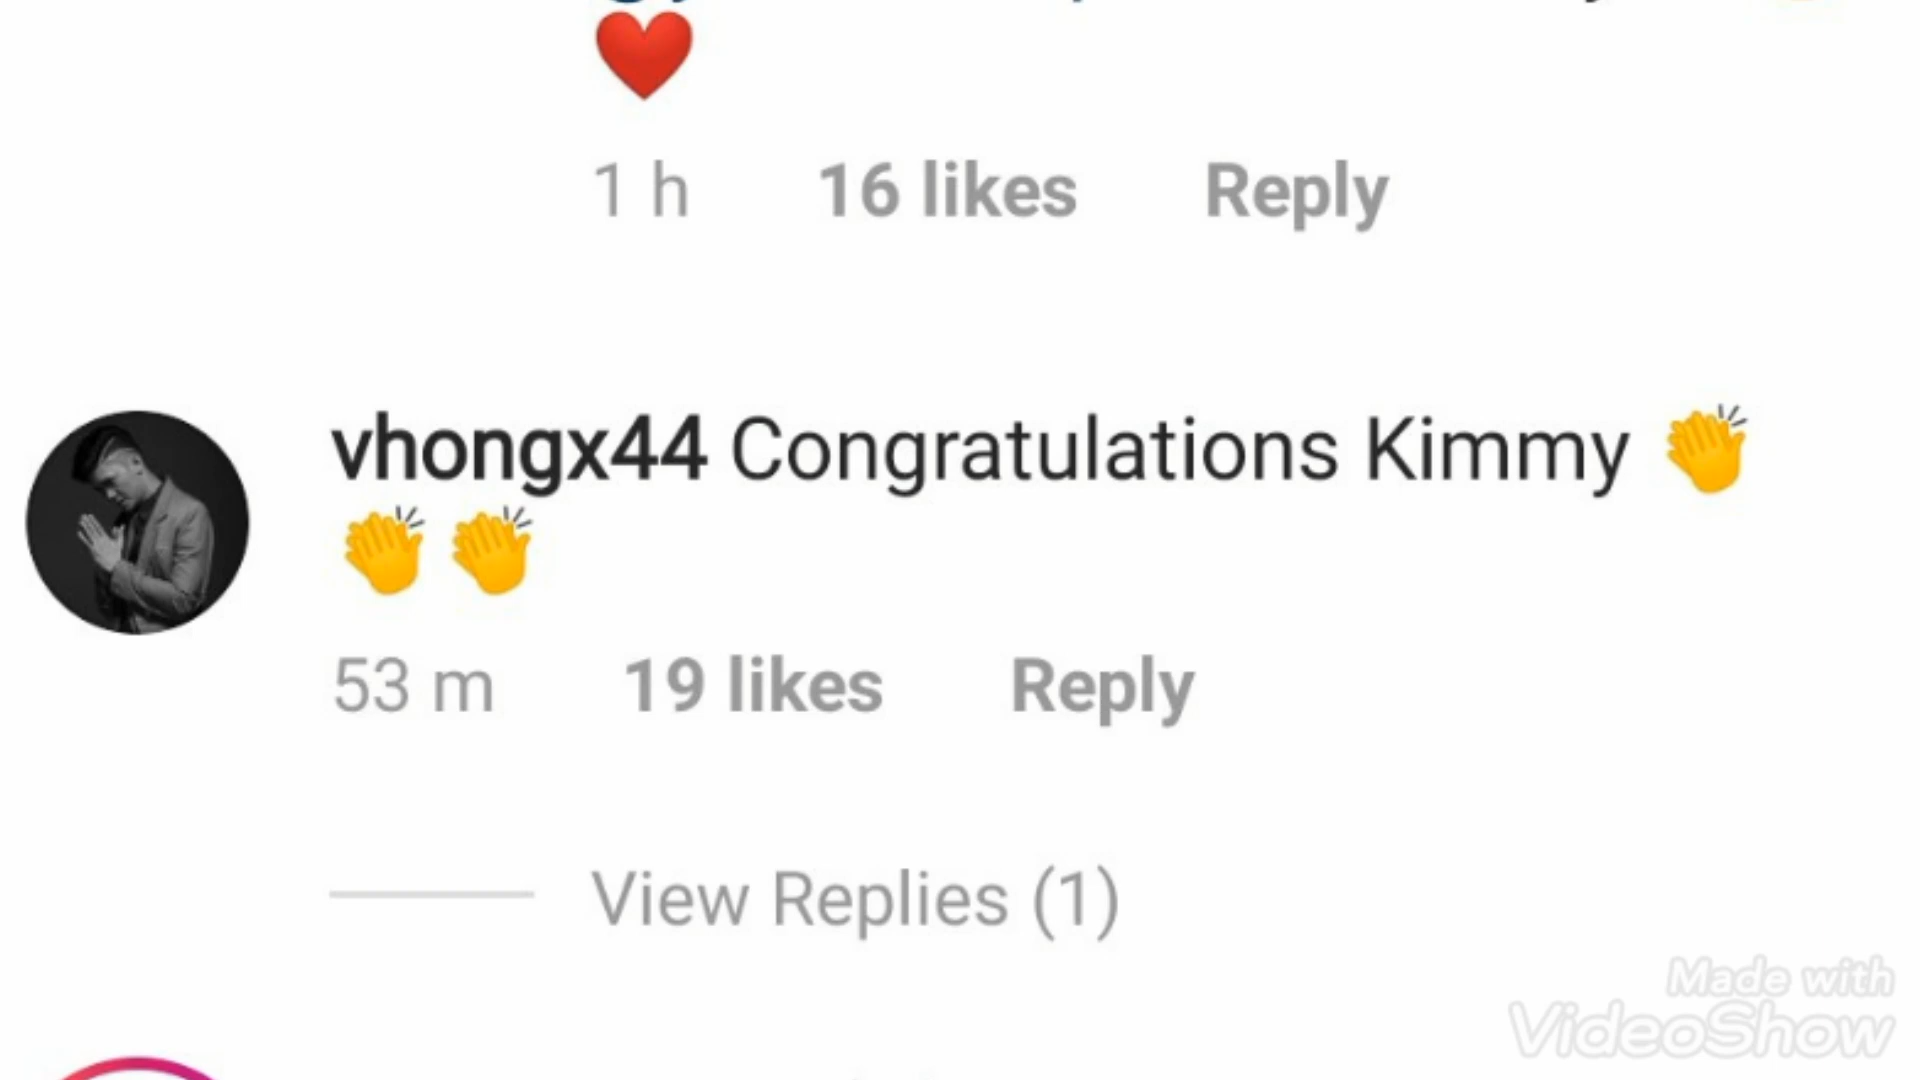 ❤️
1 h 16 likes Reply
vhongx44 Congratulations Kimmy 👏
👏👏
53 m 19 likes Reply
View Replies (1)
Made with
VideoShow